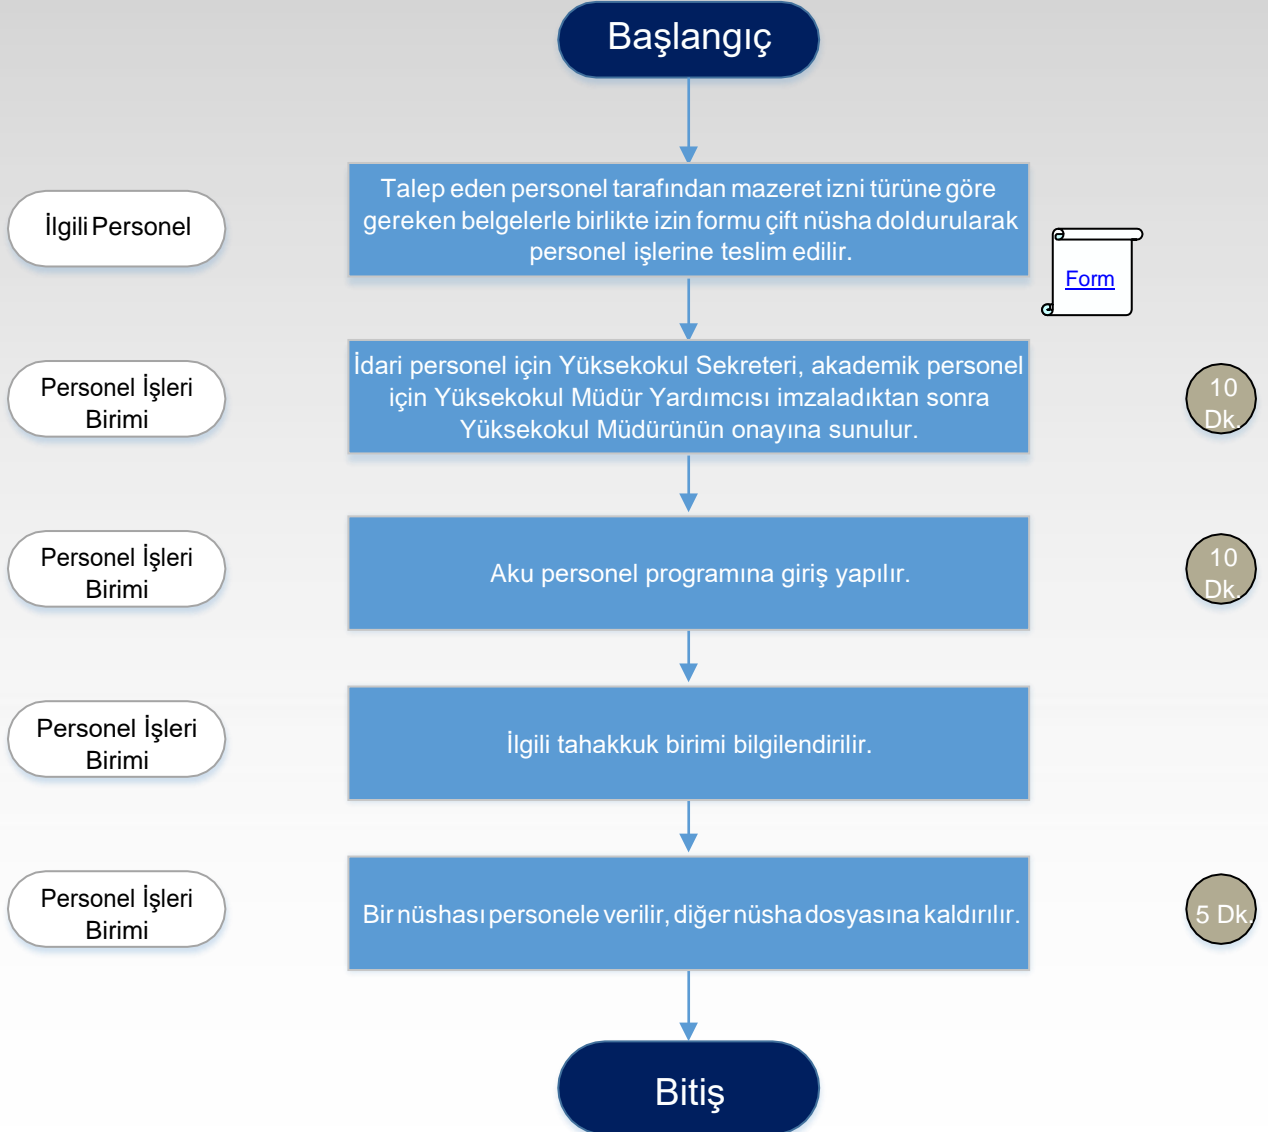 Başlangıç
İlgili Personel
Talep eden personel tarafından mazeret izni türüne göre
gereken belgelerle birlikte izin formu çift nüsha doldurularak
personel işlerine teslim edilir.
Form
Personel İşleri
Birimi
İdari personel için Yüksekokul Sekreteri, akademik personel
için Yüksekokul Müdür Yardımcısı imzaladıktan sonra
Yüksekokul Müdürünün onayına sunulur.
10
Dk.
Personel İşleri
Birimi
Aku personel programına giriş yapılır.
10
Dk.
Personel İşleri
Birimi
İlgili tahakkuk birimi bilgilendirilir.
Personel İşleri
Birimi
Bir nüshası personele verilir, diğer nüsha dosyasına kaldırılır.
5 Dk.
Bitiş